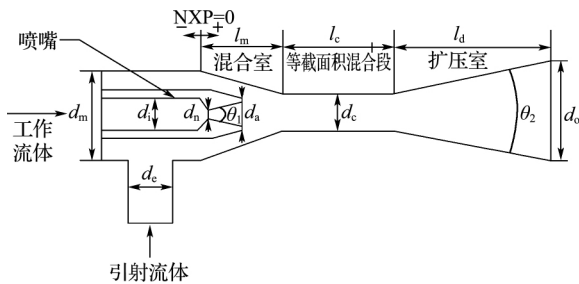 NXP=0
− +
喷嘴
l_m
混合室
l_c
等截面积混合段
l_d
扩压室
d_m
d_i
d_n
θ_1
d_a
d_c
θ_2
d_o
工作
流体
d_e
引射流体